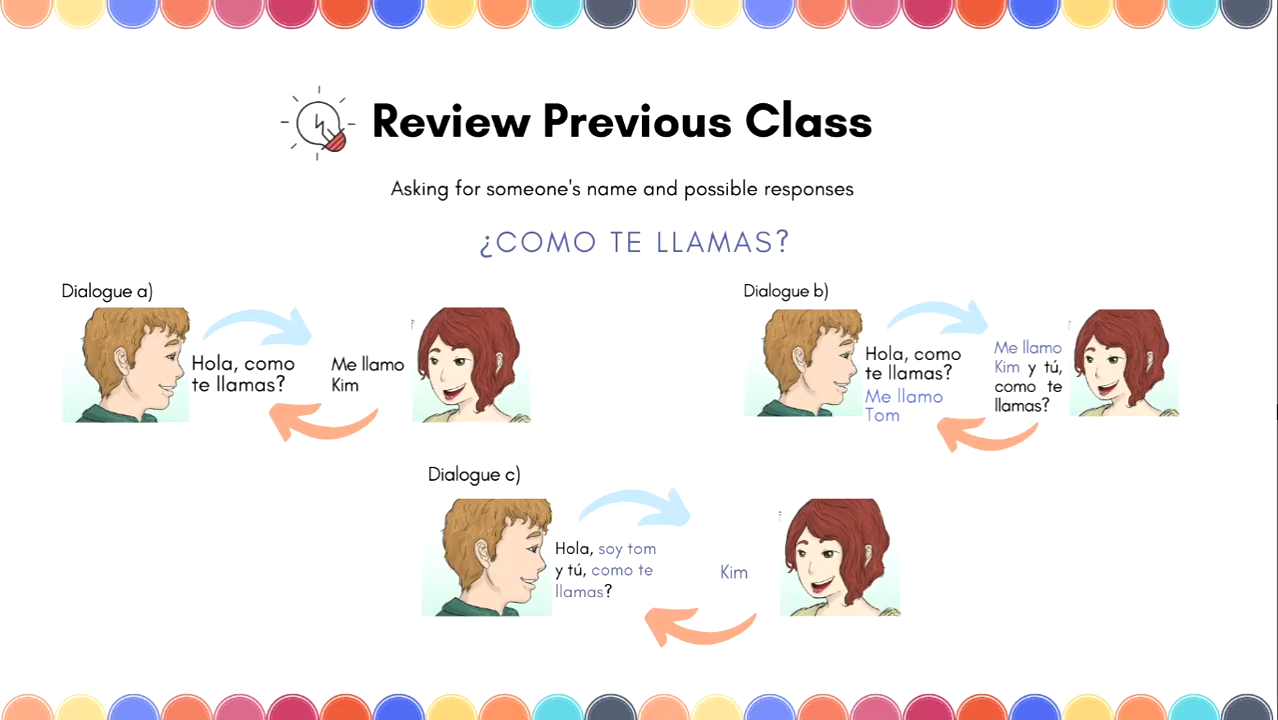 Review Previous Class
Asking for someone's name and possible responses
¿COMO TE LLAMAS?
Dialogue a)
Hola, como
te llamas?
Me llamo
Kim
Dialogue b)
Hola, como
te llamas?
Me llamo
Tom
Me llamo
Kim y tú,
como te
llamas?
Dialogue c)
Hola, soy tom
y tú, como te
llamas?
Kim